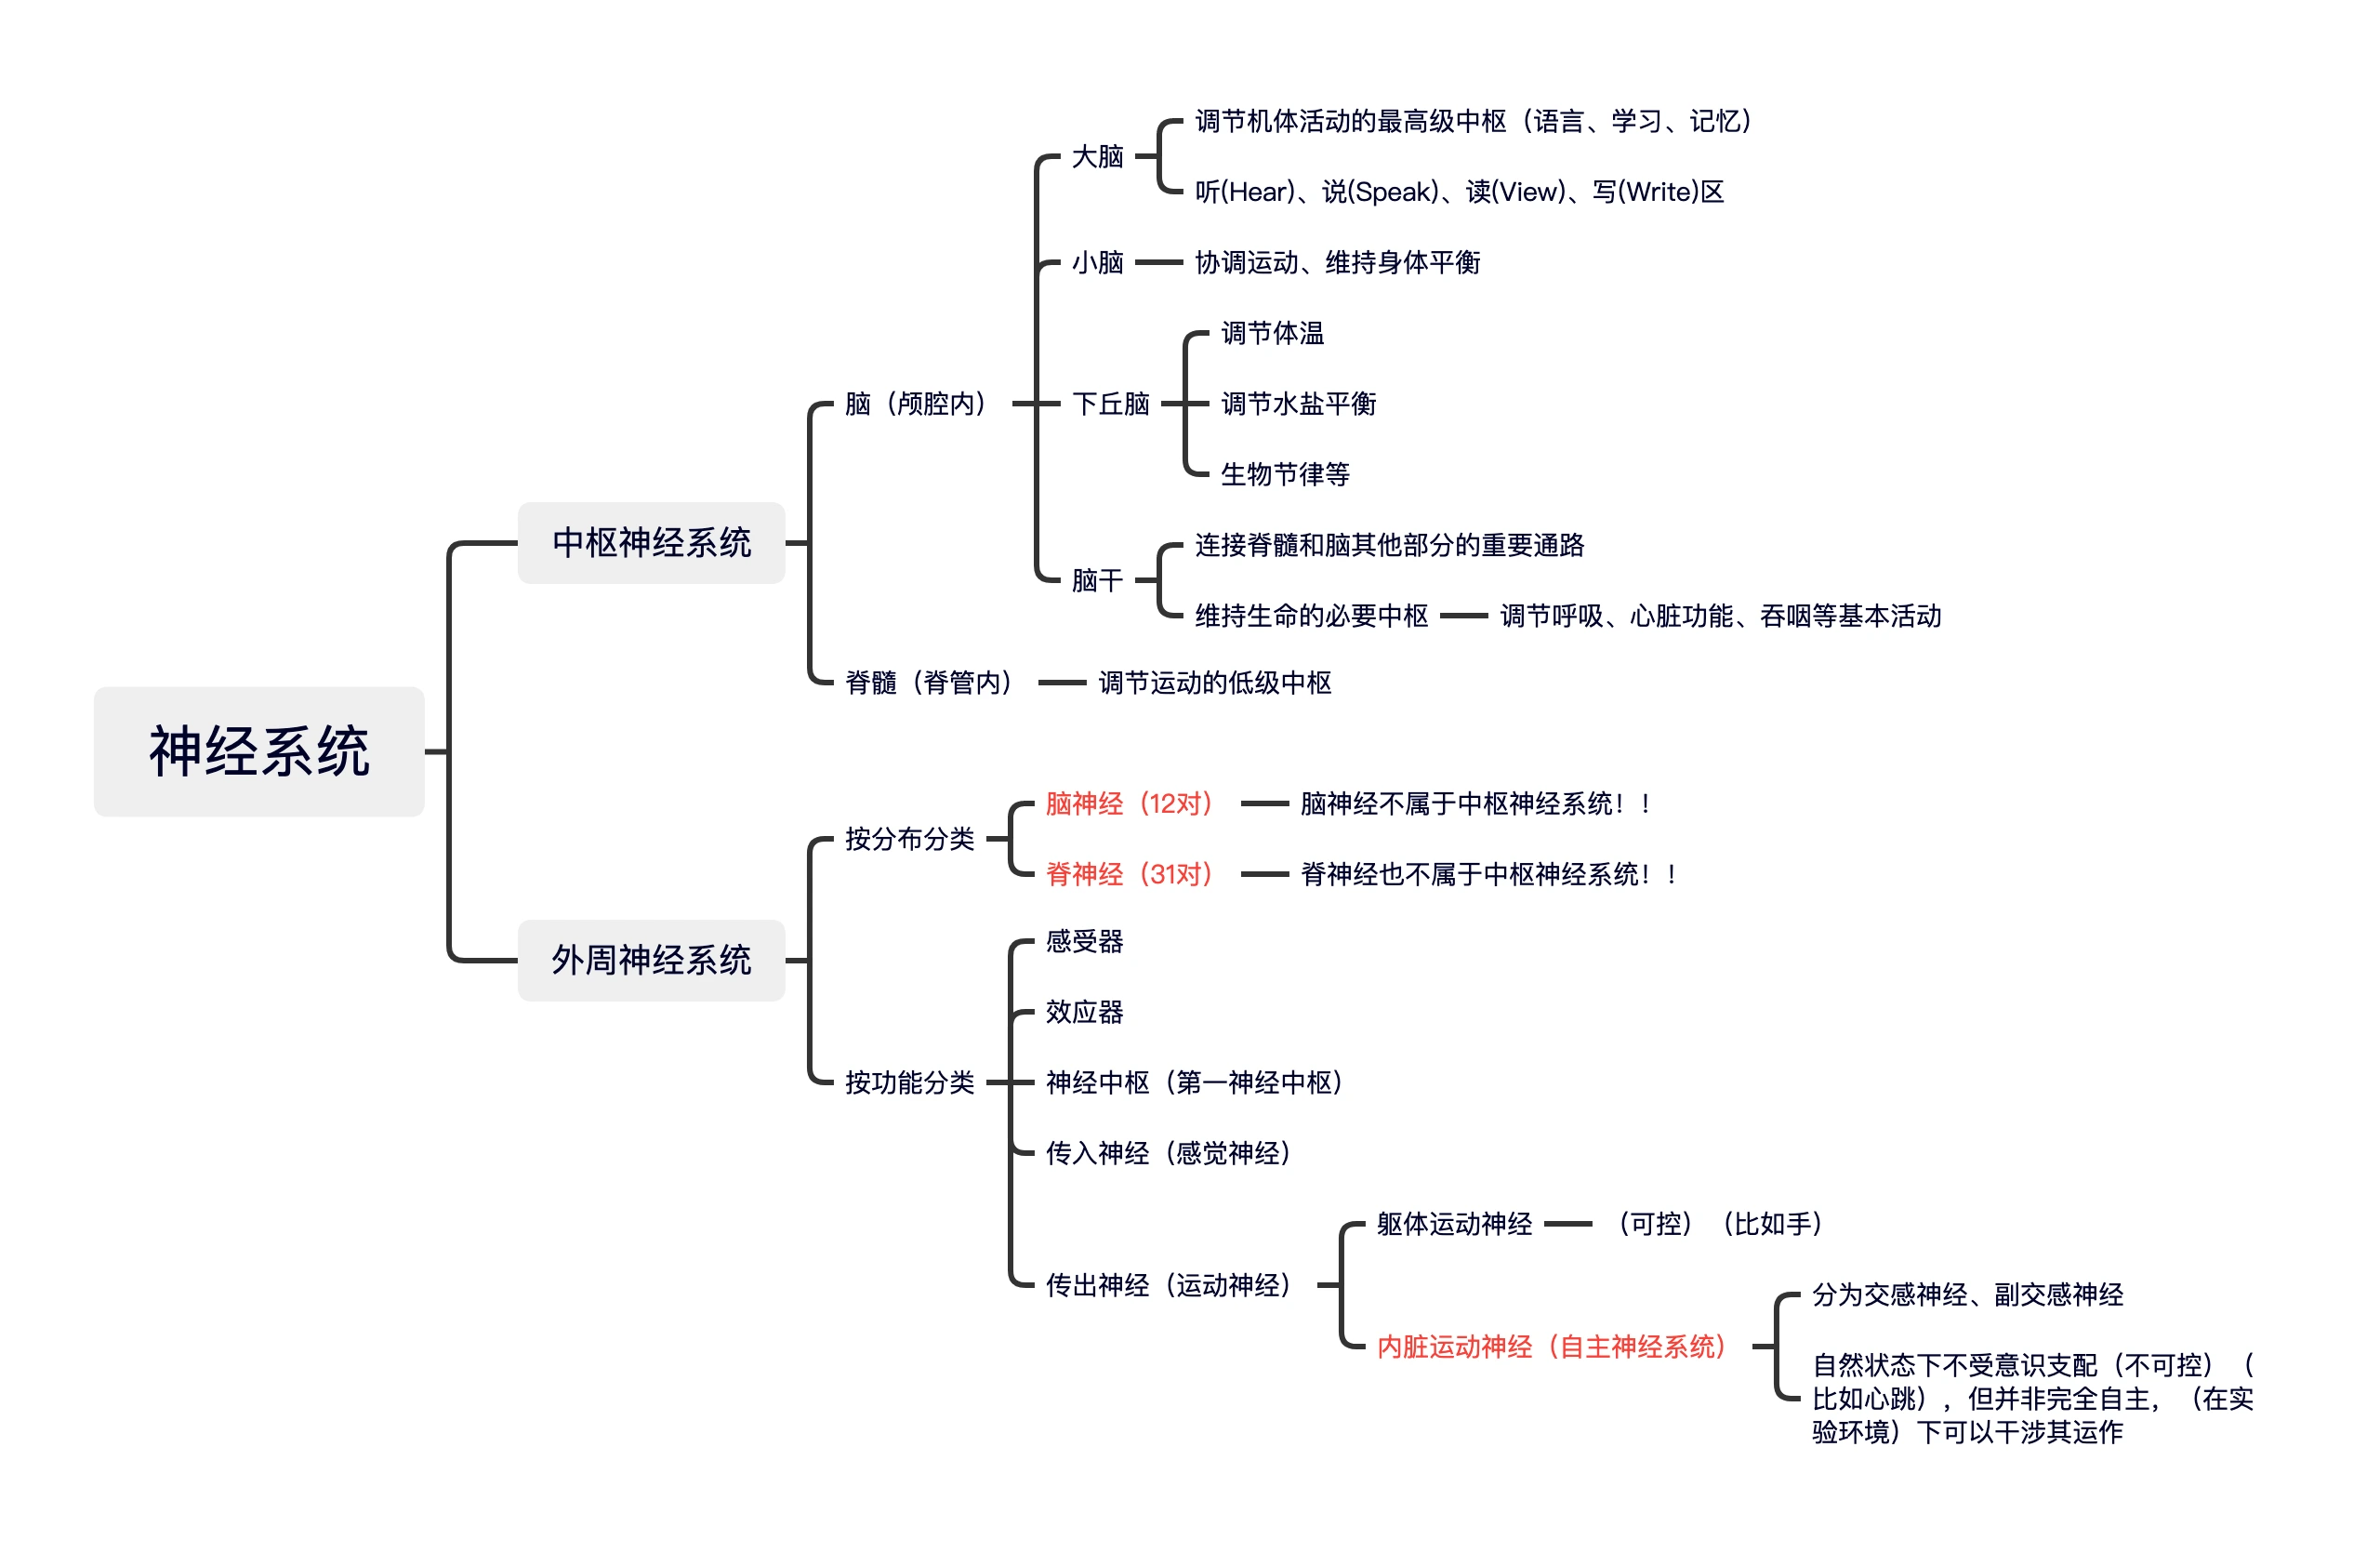 调节机体活动的最高级中枢（语言、学习、记忆）
大脑
听(Hear)、说(Speak)、读(View)、写(Write)区
小脑
协调运动、维持身体平衡
调节体温
脑（颅腔内）
下丘脑
调节水盐平衡
生物节律等
中枢神经系统
连接脊髓和脑其他部分的重要通路
脑干
维持生命的必要中枢
调节呼吸、心脏功能、吞咽等基本活动
脊髓（脊管内）
调节运动的低级中枢
神经系统
脑神经（12对）
脑神经不属于中枢神经系统！！
按分布分类
脊神经（31对）
脊神经也不属于中枢神经系统！！
感受器
外周神经系统
效应器
按功能分类
神经中枢（第一神经中枢）
传入神经（感觉神经）
躯体运动神经
（可控）（比如手）
传出神经（运动神经）
分为交感神经、副交感神经
内脏运动神经（自主神经系统）
自然状态下不受意识支配（不可控）（
比如心跳），但并非完全自主，（在实
验环境）下可以干涉其运作